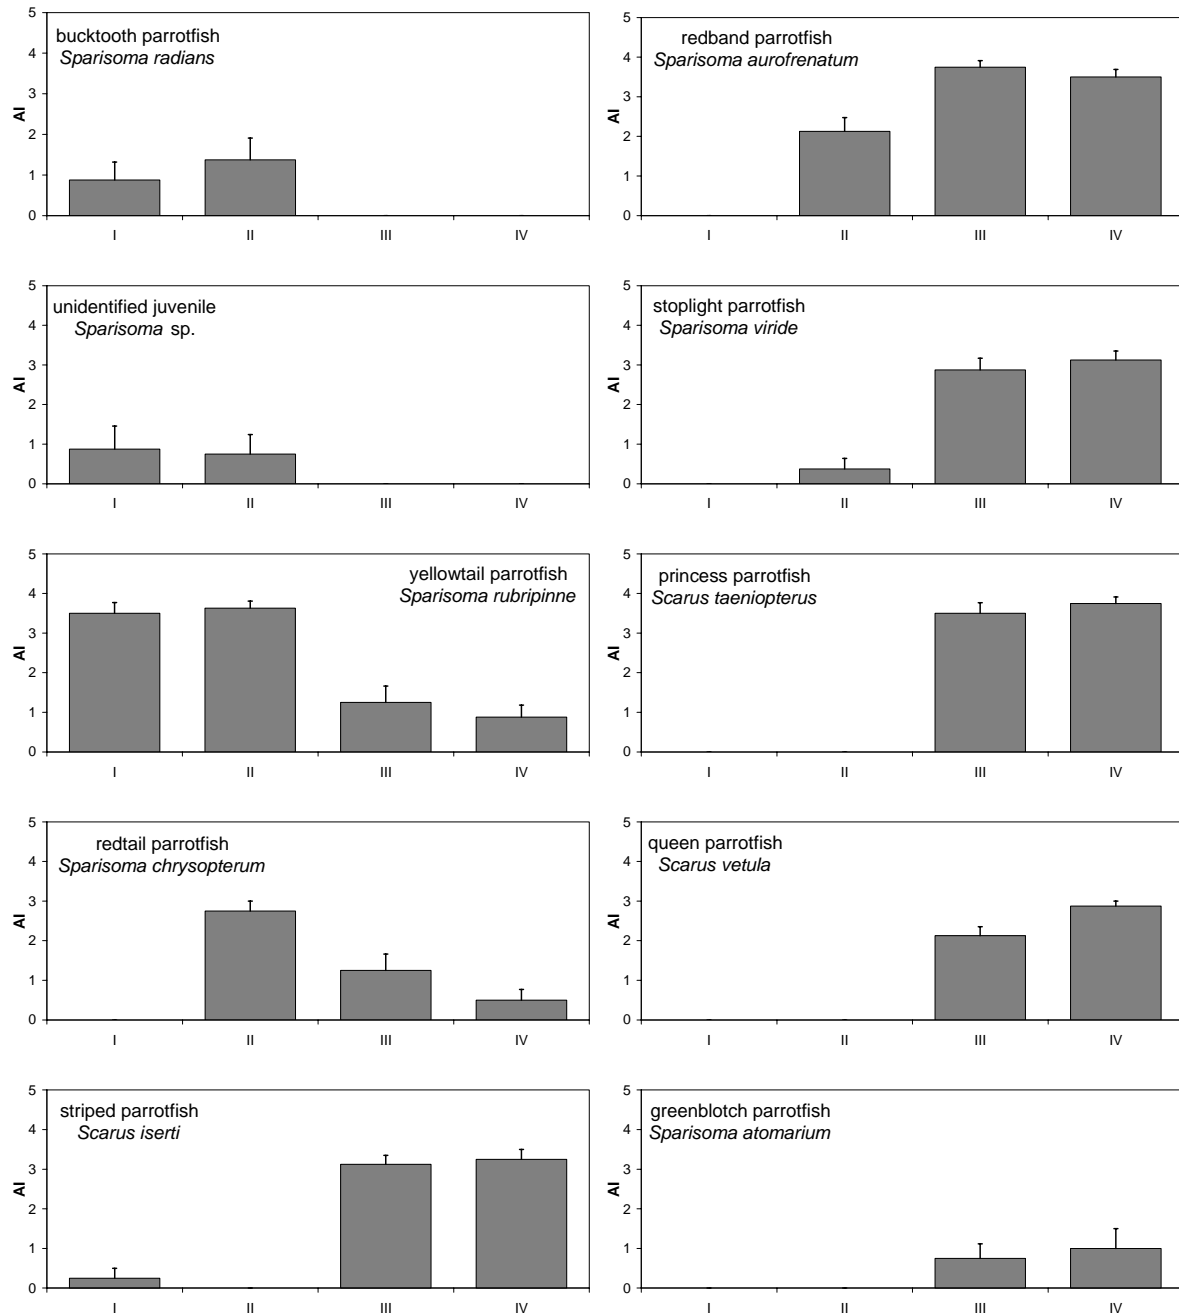 bucktooth parrotfish
Sparisoma radians
AI
5
4
3
2
1
0
I II III IV
redband parrotfish
Sparisoma aurofrenatum
AI
5
4
3
2
1
0
I II III IV
unidentified juvenile
Sparisoma sp.
AI
5
4
3
2
1
0
I II III IV
stoplight parrotfish
Sparisoma viride
AI
5
4
3
2
1
0
I II III IV
yellowtail parrotfish
Sparisoma rubripinne
AI
5
4
3
2
1
0
I II III IV
princess parrotfish
Scarus taeniopterus
AI
5
4
3
2
1
0
I II III IV
redtail parrotfish
Sparisoma chrysopterum
AI
5
4
3
2
1
0
I II III IV
queen parrotfish
Scarus vetula
AI
5
4
3
2
1
0
I II III IV
striped parrotfish
Scarus iserti
AI
5
4
3
2
1
0
I II III IV
greenblotch parrotfish
Sparisoma atomarium
AI
5
4
3
2
1
0
I II III IV